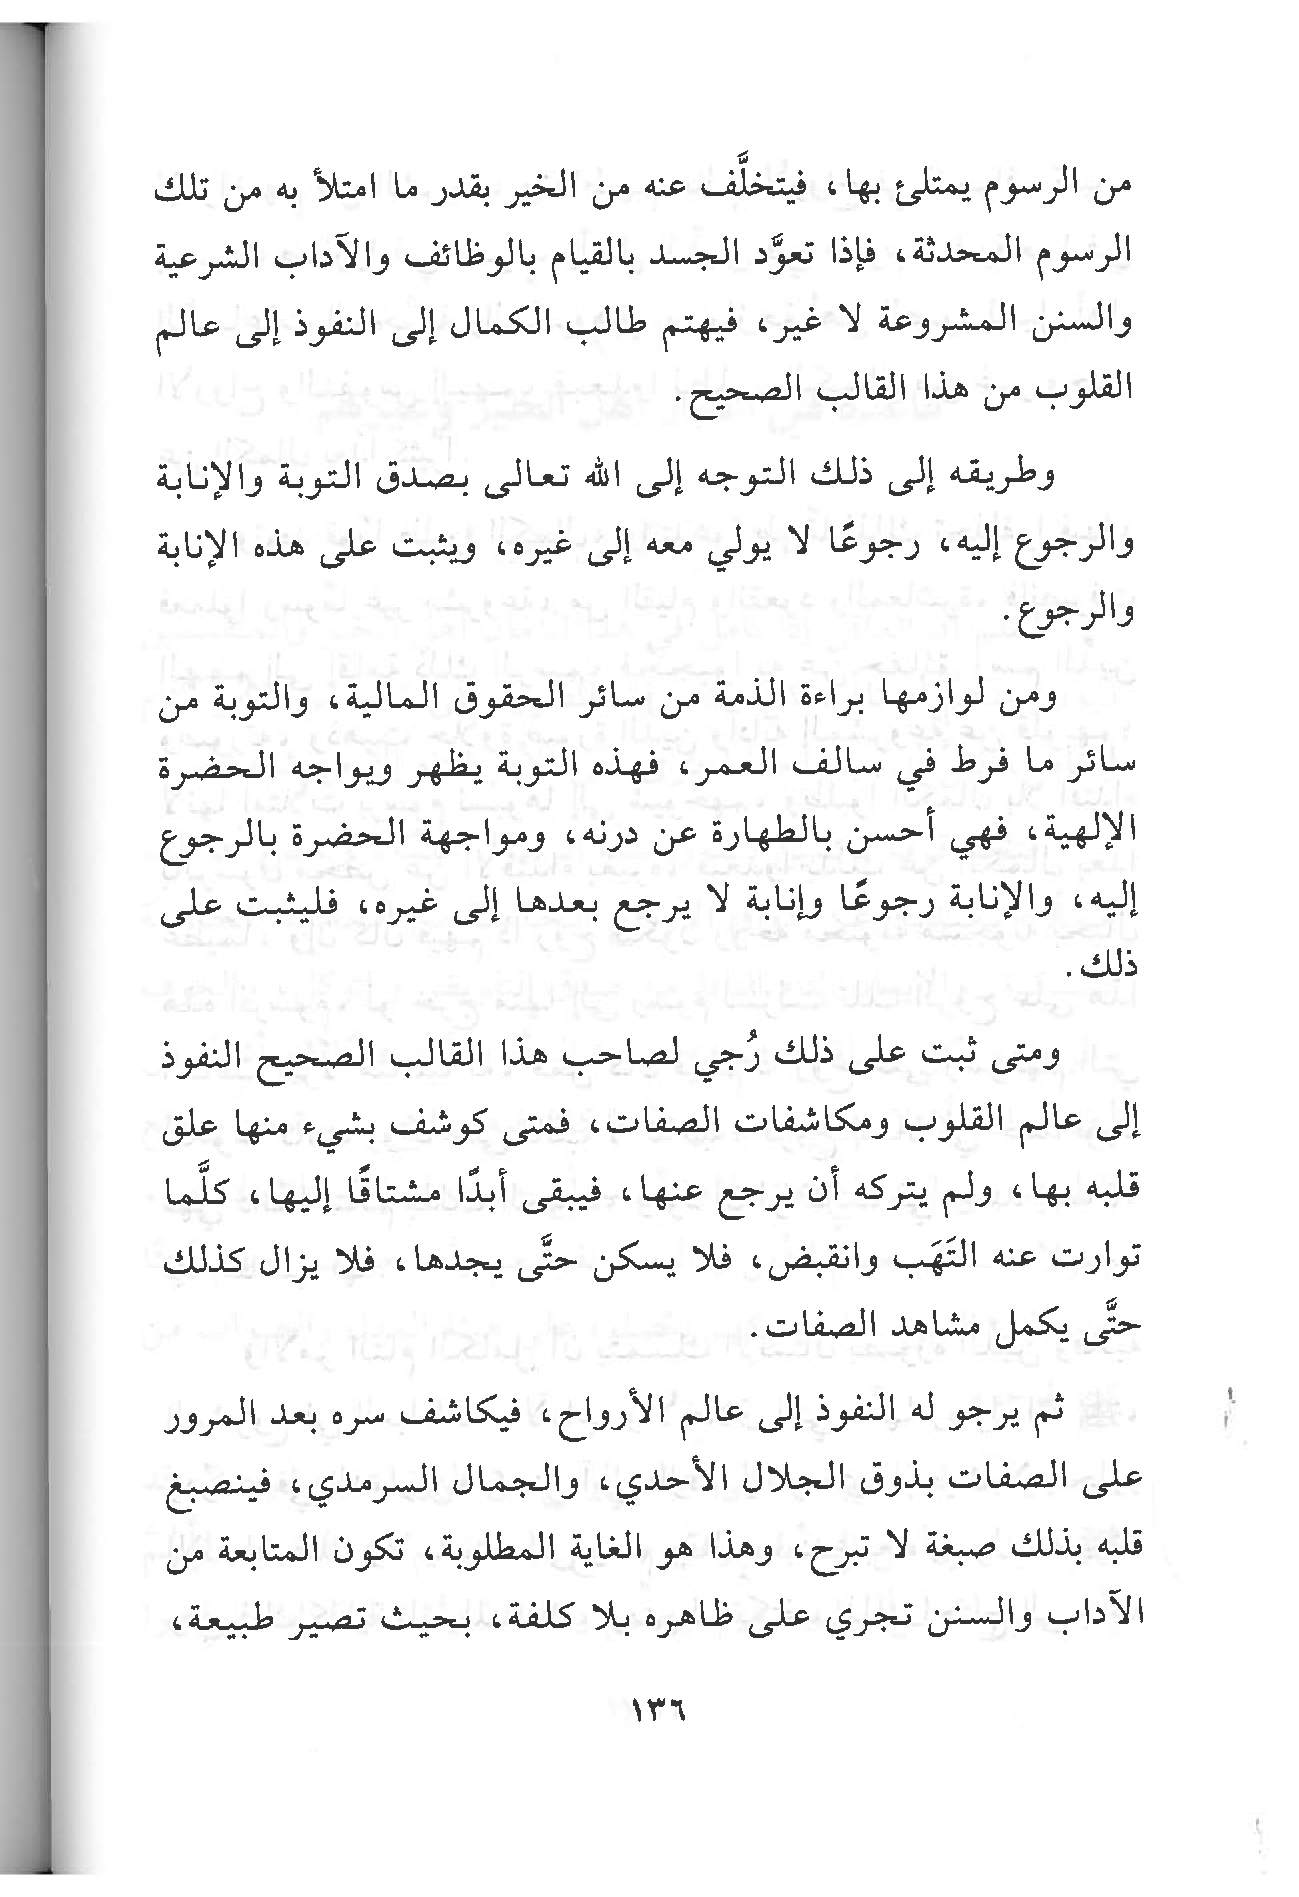 من الرسوم يمتلئ بها، فيتخلَّف عنه من الخير بقدر ما امتلأ به من تلك
الرسوم المحدثة، فإذا تعوَّد الجسد بالقيام بالوظائف والآداب الشرعية
والسنن المشروعة لا غير، فيهتم طالب الكمال إلى النفوذ إلى عالم
القلوب من هذا القالب الصحيح.
وطريقه إلى ذلك التوجه إلى الله تعالى بصدق التوبة والإنابة
والرجوع إليه، رجوعًا لا يولي معه إلى غيره، ويثبت على هذه الإنابة
والرجوع.
ومن لوازمها براءة الذمة من سائر الحقوق المالية، والتوبة من
سائر ما فرط في سالف العمر، فهذه التوبة يظهر ويواجه الحضرة
الإلهية، فهي أحسن بالطهارة عن درنه، ومواجهة الحضرة بالرجوع
إليه، والإنابة رجوعًا وإنابة لا يرجع بعدها إلى غيره، فليثبت على
ذلك.
ومتى ثبت على ذلك رُجي لصاحب هذا القالب الصحيح النفوذ
إلى عالم القلوب ومكاشفات الصفات، فمتى كوشف بشيء منها علق
قلبه بها، ولم يتركه أن يرجع عنها، فيبقى أبدًا مشتاقًا إليها، كلَّما
توارت عنه التَهَب وانقبض، فلا يسكن حتَّى يجدها، فلا يزال كذلك
حتَّى يكمل مشاهد الصفات.
ثم يرجو له النفوذ إلى عالم الأرواح، فيكاشف سره بعد المرور
على الصفات بذوق الجلال الأحدي، والجمال السرمدي، فينصبغ
قلبه بذلك صبغة لا تبرح، وهذا هو الغاية المطلوبة، تكون المتابعة من
الآداب والسنن تجري على ظاهره بلا كلفة، بحيث تصير طبيعة،
١٣٦